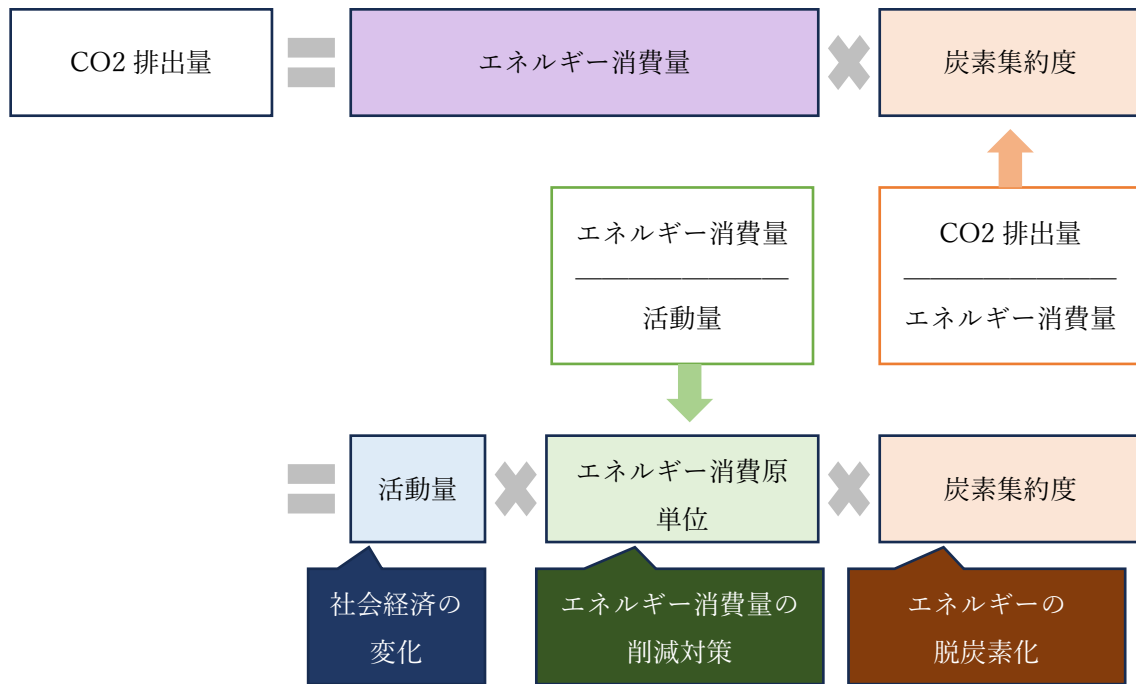 CO2 排出量
エネルギー消費量
炭素集約度
エネルギー消費量
————————
活動量
CO2 排出量
————————
エネルギー消費量
活動量
エネルギー消費原
単位
炭素集約度
社会経済の
変化
エネルギー消費量の
削減対策
エネルギーの
脱炭素化